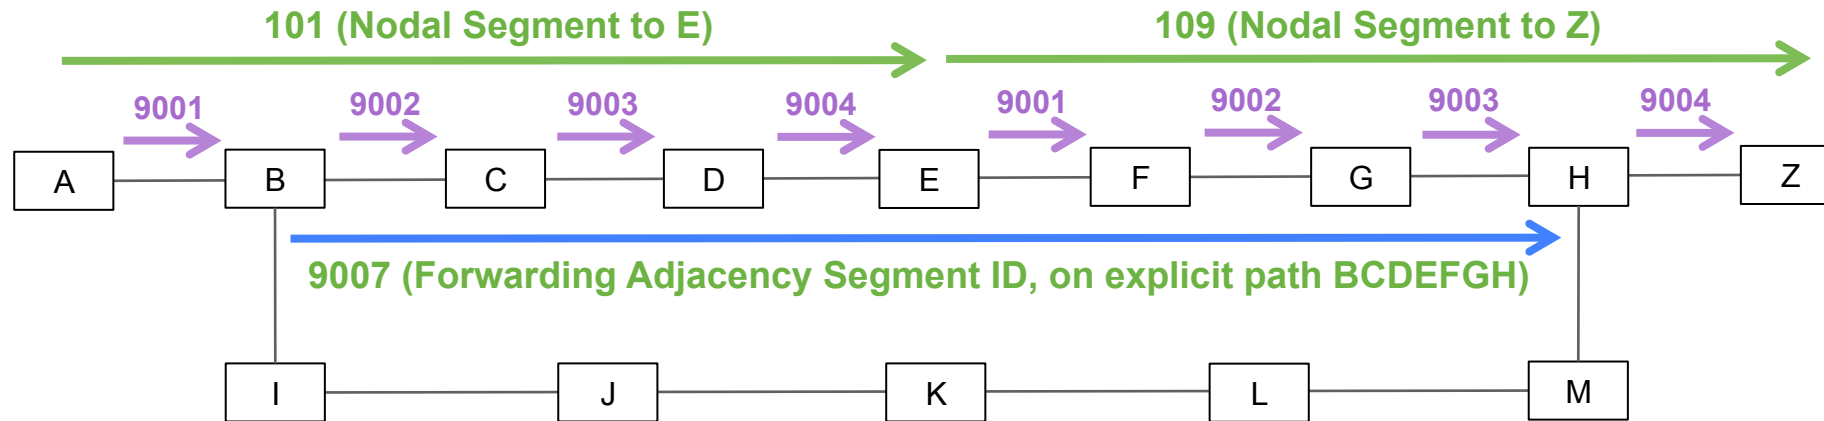 101 (Nodal Segment to E)
109 (Nodal Segment to Z)
9001
9002
9003
9004
9001
9002
9003
9004
A
B
C
D
E
F
G
H
Z
9007 (Forwarding Adjacency Segment ID, on explicit path BCDEFGH)
I
J
K
L
M